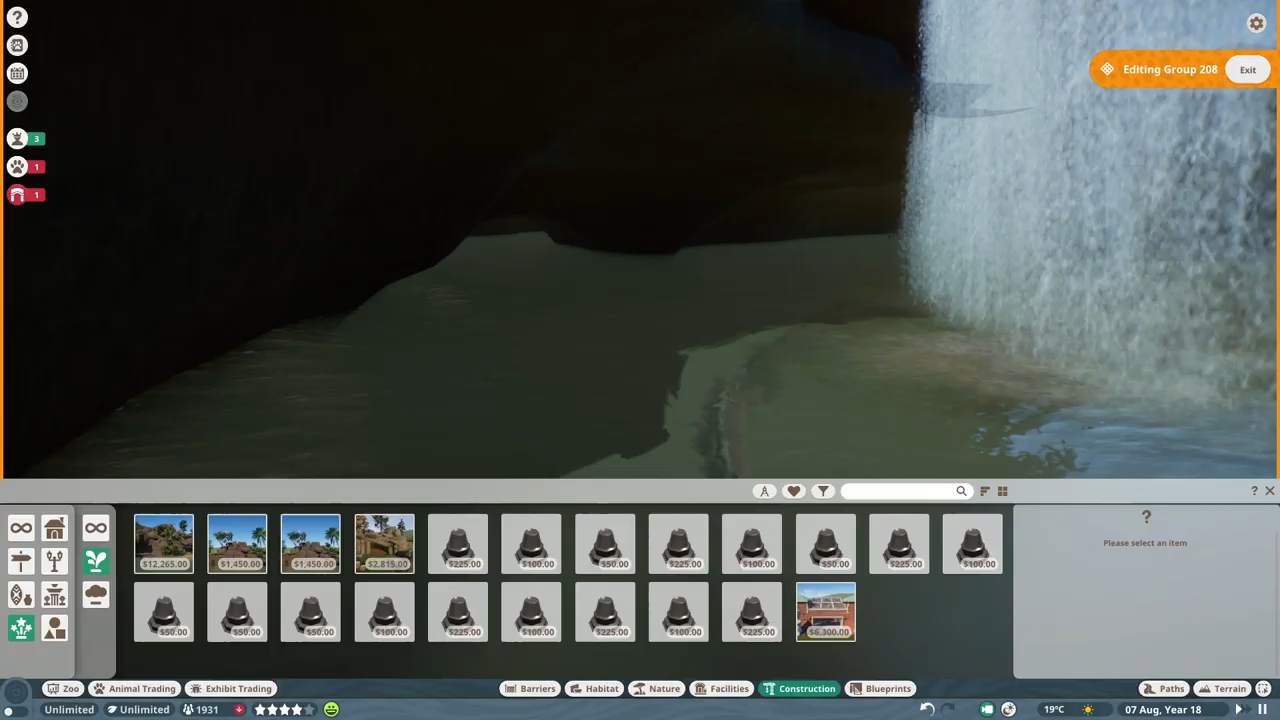 ?
Editing Group 208 Exit
3
1
1
?
?
Please select an item
$12,265.00 $1,450.00 $1,450.00 $2,815.00 $225.00 $100.00 $50.00 $225.00 $100.00 $50.00 $225.00 $100.00
$50.00 $50.00 $50.00 $100.00 $225.00 $100.00 $225.00 $100.00 $225.00 $6,300.00
Zoo Animal Trading Exhibit Trading Barriers Habitat Nature Facilities Construction Blueprints Paths Terrain
Unlimited Unlimited 1931 19°C 07 Aug, Year 18